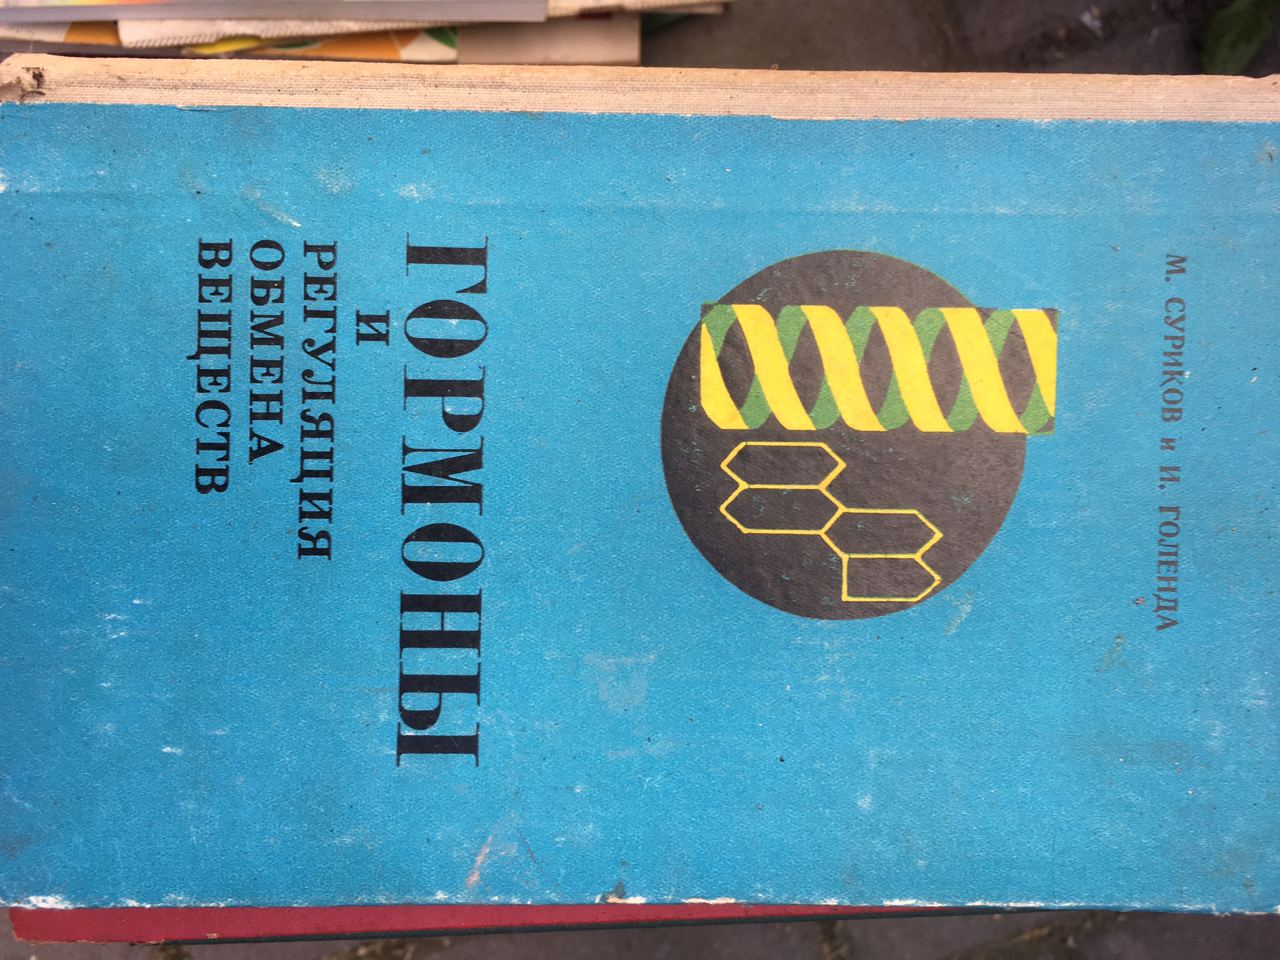 М. СУРИКОВ и И. ГОЛЕНДА
ГОРМОНЫ
И
РЕГУЛЯЦИЯ
ОБМЕНА
ВЕЩЕСТВ